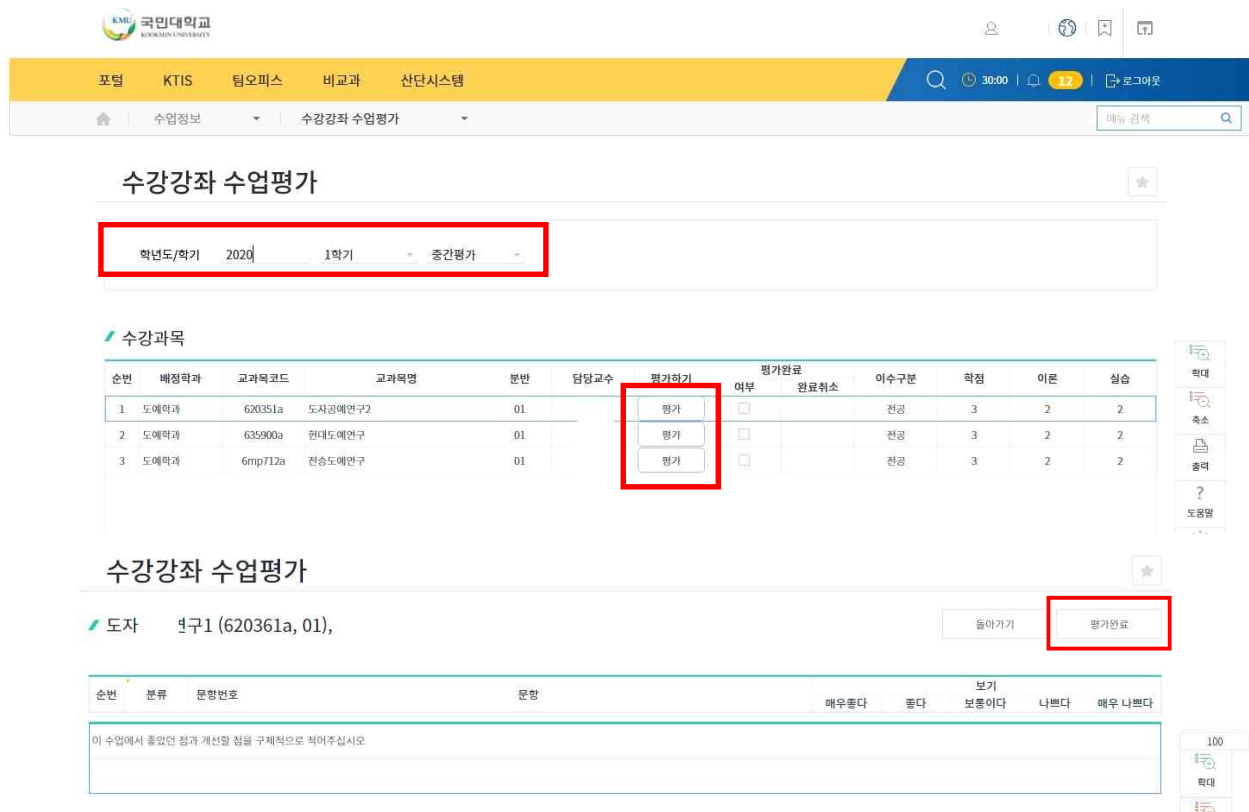 KMU 국민대학교
KOOKMIN UNIVERSITY
포털 KTIS 팀오피스 비교과 산단시스템 30:00 12 로그아웃
수업정보 수강강좌 수업평가 메뉴 검색
수강강좌 수업평가
학년도/학기 2020 1학기 중간평가
수강과목
순번 배정학과 교과목코드 교과목명 분반 담당교수 평가하기 평가완료 이수구분 학점 이론 실습
여부 완료취소
1 도예학과 620351a 도자공예연구2 01 평가 전공 3 2 2
2 도예학과 635900a 현대도예연구 01 평가 전공 3 2 2
3 도예학과 6mp712a 전승도예연구 01 평가 전공 3 2 2
확대
축소
출력
?
도움말
수강강좌 수업평가
도자 구1 (620361a, 01),
돌아가기 평가완료
순번 분류 문항번호 문항 보기
매우좋다 좋다 보통이다 나쁘다 매우 나쁘다
이 수업에서 좋았던 점과 개선할 점을 구체적으로 적어주십시오
100
확대